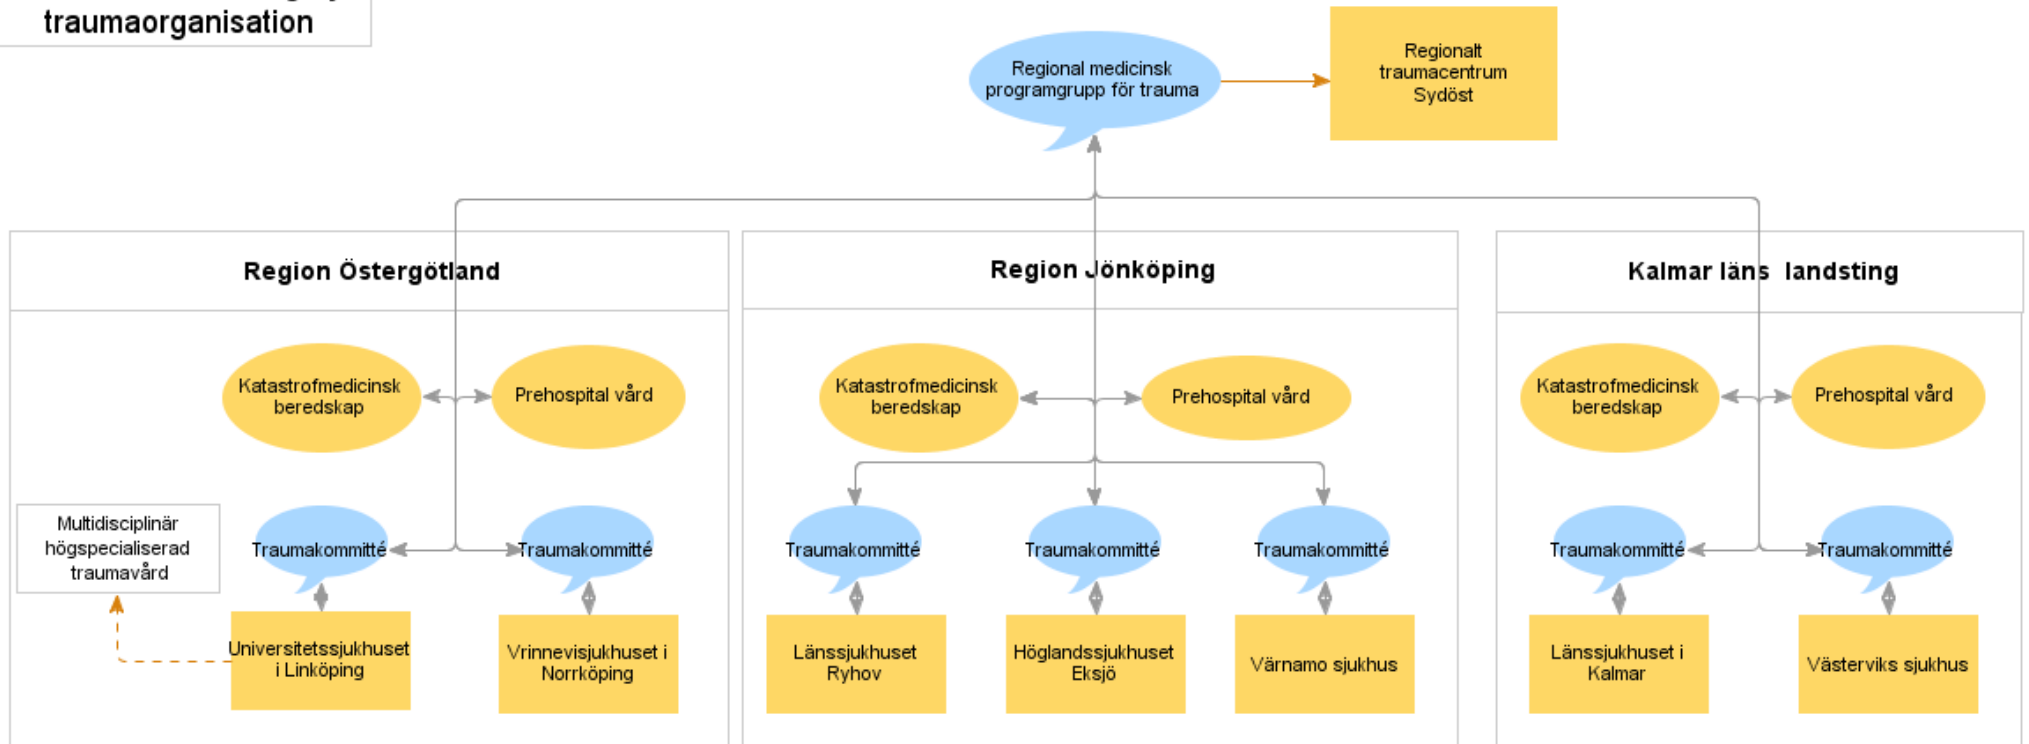 traumaorganisation
Regional medicinsk
programgrupp för trauma
Regionalt
traumacentrum
Sydöst
Region Östergötland
Region Jönköping
Kalmar läns landsting
Katastrofmedicinsk
beredskap
Prehospital vård
Katastrofmedicinsk
beredskap
Prehospital vård
Katastrofmedicinsk
beredskap
Prehospital vård
Multidisciplinär
högspecialiserad
traumavård
Traumakommitté
Traumakommitté
Traumakommitté
Traumakommitté
Traumakommitté
Traumakommitté
Traumakommitté
Universitetssjukhuset
i Linköping
Vrinnevisjukhuset i
Norrköping
Länssjukhuset
Ryhov
Höglandssjukhuset
Eksjö
Värnamo sjukhus
Länssjukhuset i
Kalmar
Västerviks sjukhus